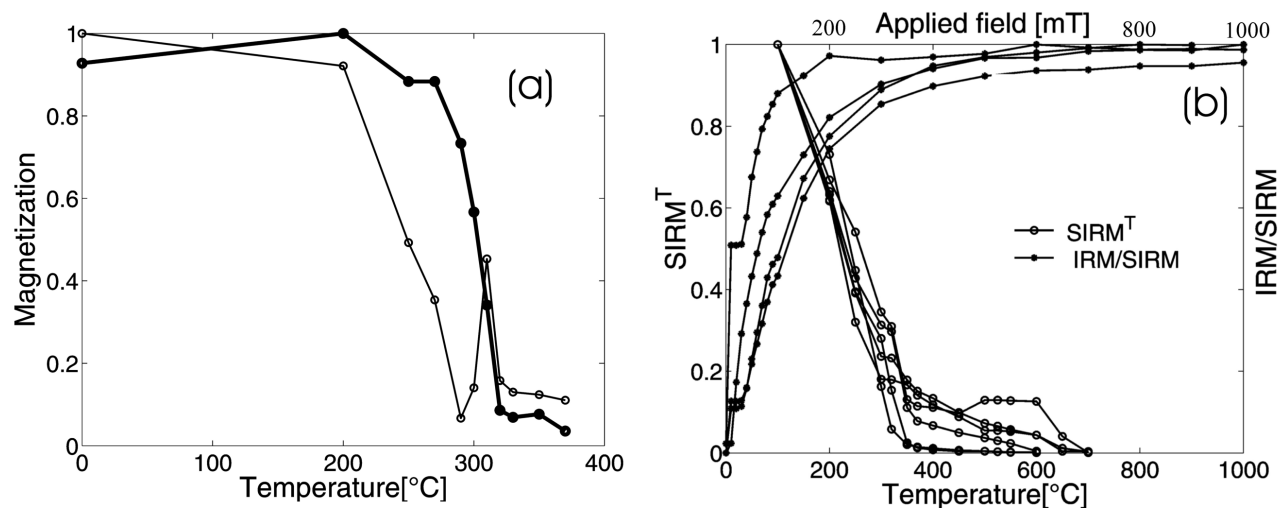 (a)
Magnetization
1
0.8
0.6
0.4
0.2
0
0 100 200 300 400
Temperature[°C]
Applied field [mT]
200 800 1000
(b)
SIRM^T
1
0.8
0.6
0.4
0.2
0
SIRM^T
IRM/SIRM
IRM/SIRM
0 200 400 600 800 1000
Temperature[°C]